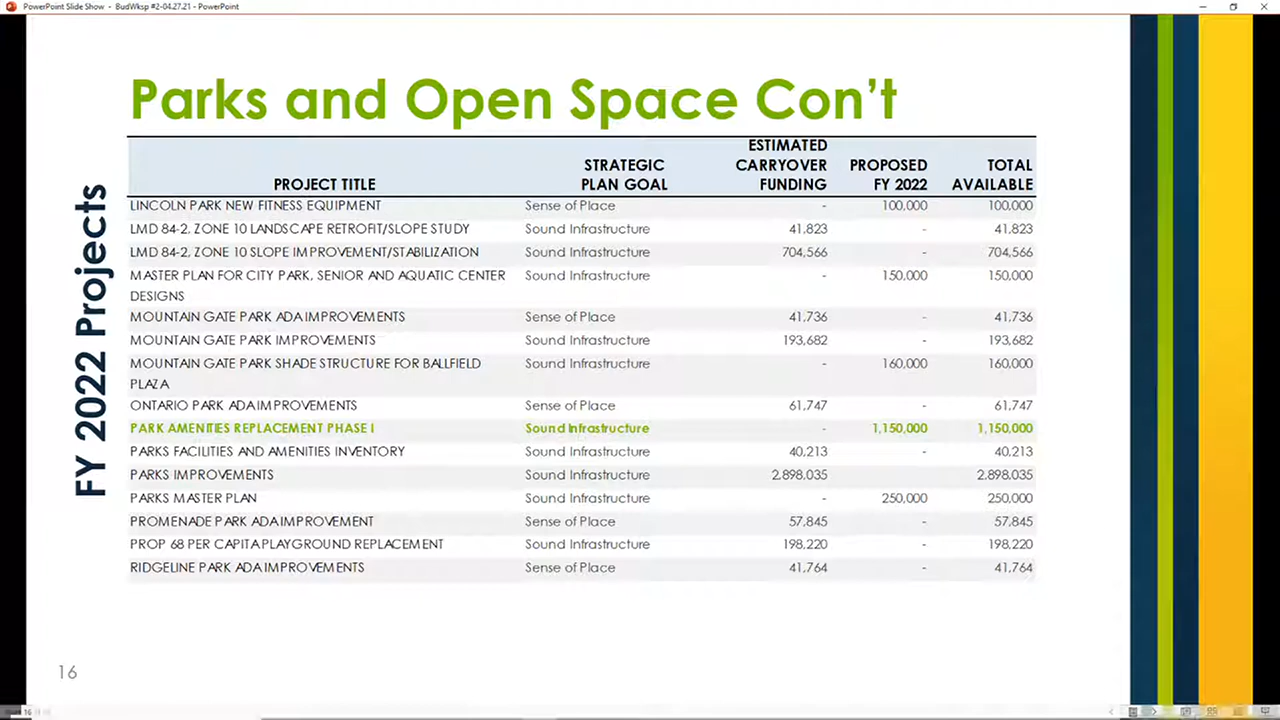 PowerPoint Slide Show - BudWksp #2-04.27.21 - PowerPoint
Parks and Open Space Con't
FY 2022 Projects
PROJECT TITLE STRATEGIC PLAN GOAL ESTIMATED CARRYOVER FUNDING PROPOSED FY 2022 TOTAL AVAILABLE
LINCOLN PARK NEW FITNESS EQUIPMENT Sense of Place - 100,000 100,000
LMD 84-2, ZONE 10 LANDSCAPE RETROFIT/SLOPE STUDY Sound Infrastructure 41,823 - 41,823
LMD 84-2, ZONE 10 SLOPE IMPROVEMENT/STABILIZATION Sound Infrastructure 704,566 - 704,566
MASTER PLAN FOR CITY PARK, SENIOR AND AQUATIC CENTER Sound Infrastructure - 150,000 150,000
DESIGNS
MOUNTAIN GATE PARK ADA IMPROVEMENTS Sense of Place 41,736 - 41,736
MOUNTAIN GATE PARK IMPROVEMENTS Sound Infrastructure 193,682 - 193,682
MOUNTAIN GATE PARK SHADE STRUCTURE FOR BALLFIELD Sound Infrastructure - 160,000 160,000
PLAZA
ONTARIO PARK ADA IMPROVEMENTS Sense of Place 61,747 - 61,747
PARK AMENITIES REPLACEMENT PHASE I Sound Infrastructure - 1,150,000 1,150,000
PARKS FACILITIES AND AMENITIES INVENTORY Sound Infrastructure 40,213 - 40,213
PARKS IMPROVEMENTS Sound Infrastructure 2,898,035 - 2,898,035
PARKS MASTER PLAN Sound Infrastructure - 250,000 250,000
PROMENADE PARK ADA IMPROVEMENT Sense of Place 57,845 - 57,845
PROP 68 PER CAPITA PLAYGROUND REPLACEMENT Sound Infrastructure 198,220 - 198,220
RIDGELINE PARK ADA IMPROVEMENTS Sense of Place 41,764 - 41,764
16